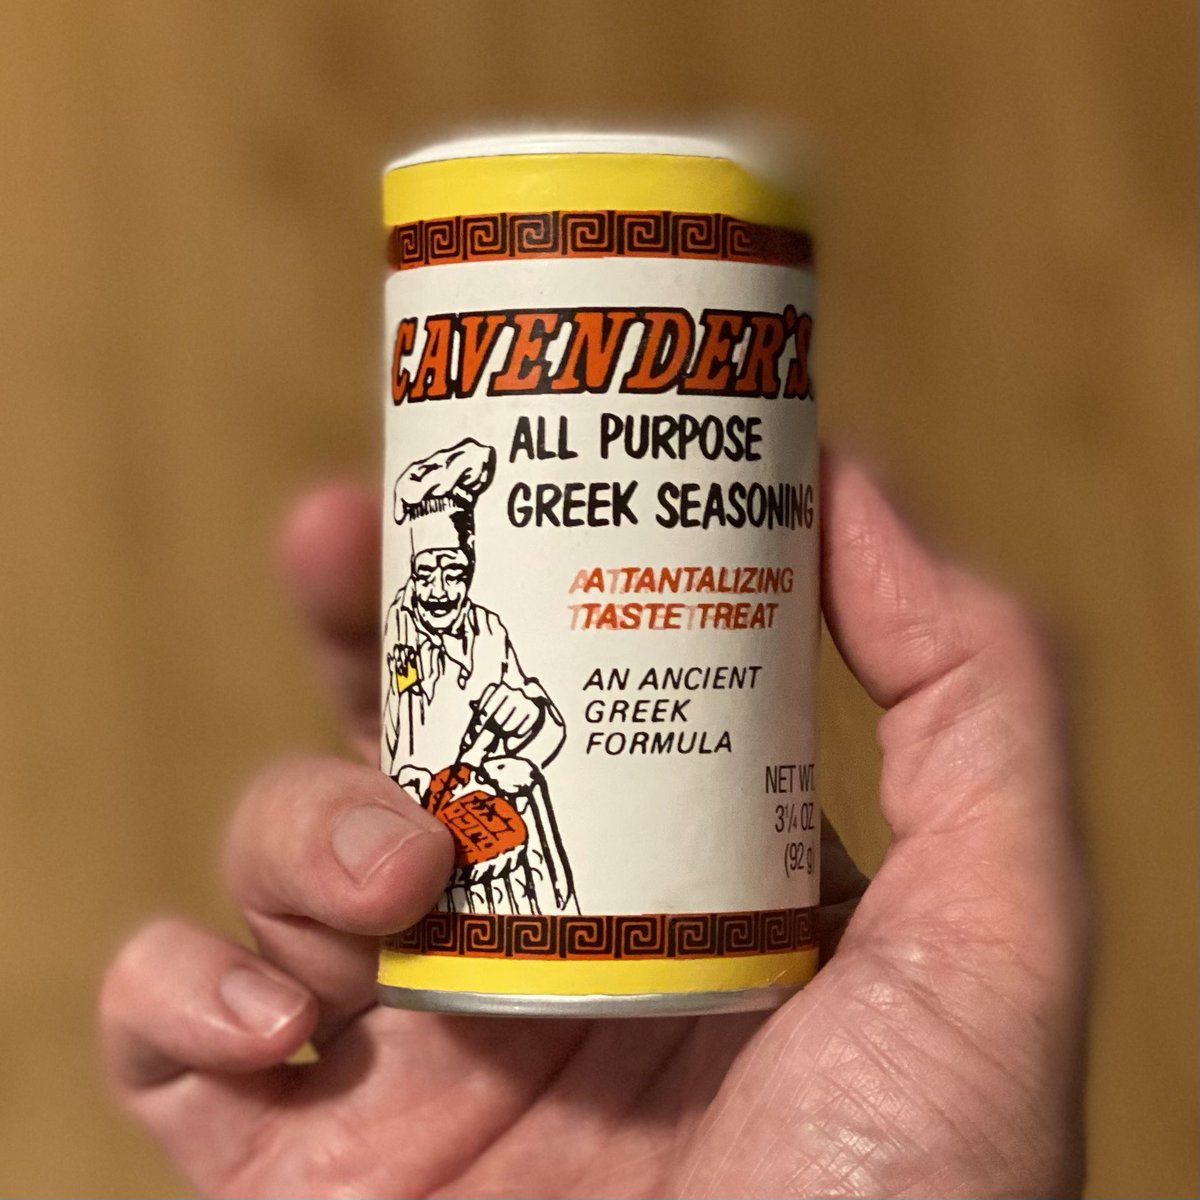 CAVENDER'S
ALL PURPOSE
GREEK SEASONING
A TANTALIZING
TASTE TREAT
AN ANCIENT
GREEK
FORMULA
NET WT.
3¼ OZ.
(92 g)